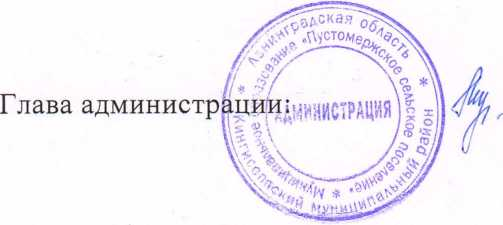 Глава администрации:
Ленинградская область * Кингисеппский муниципальный район *
Муниципальное образование «Пустомержское сельское поселение» *
АДМИНИСТРАЦИЯ